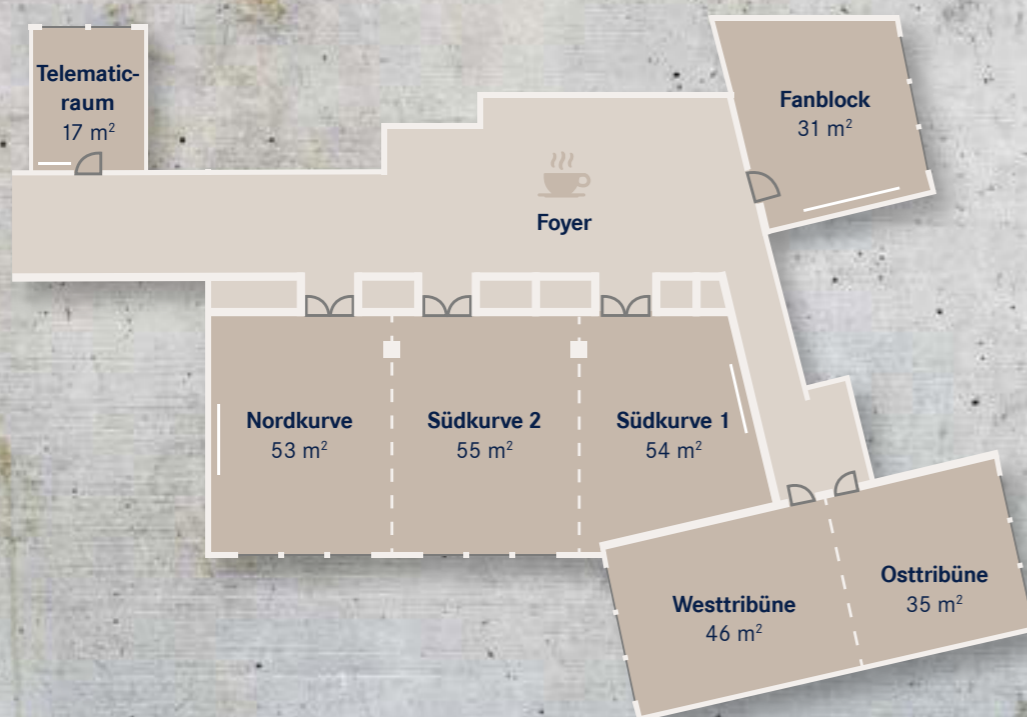 Telematic-
raum
17 m²
Fanblock
31 m²
Foyer
Nordkurve
53 m²
Südkurve 2
55 m²
Südkurve 1
54 m²
Westtribüne
46 m²
Osttribüne
35 m²